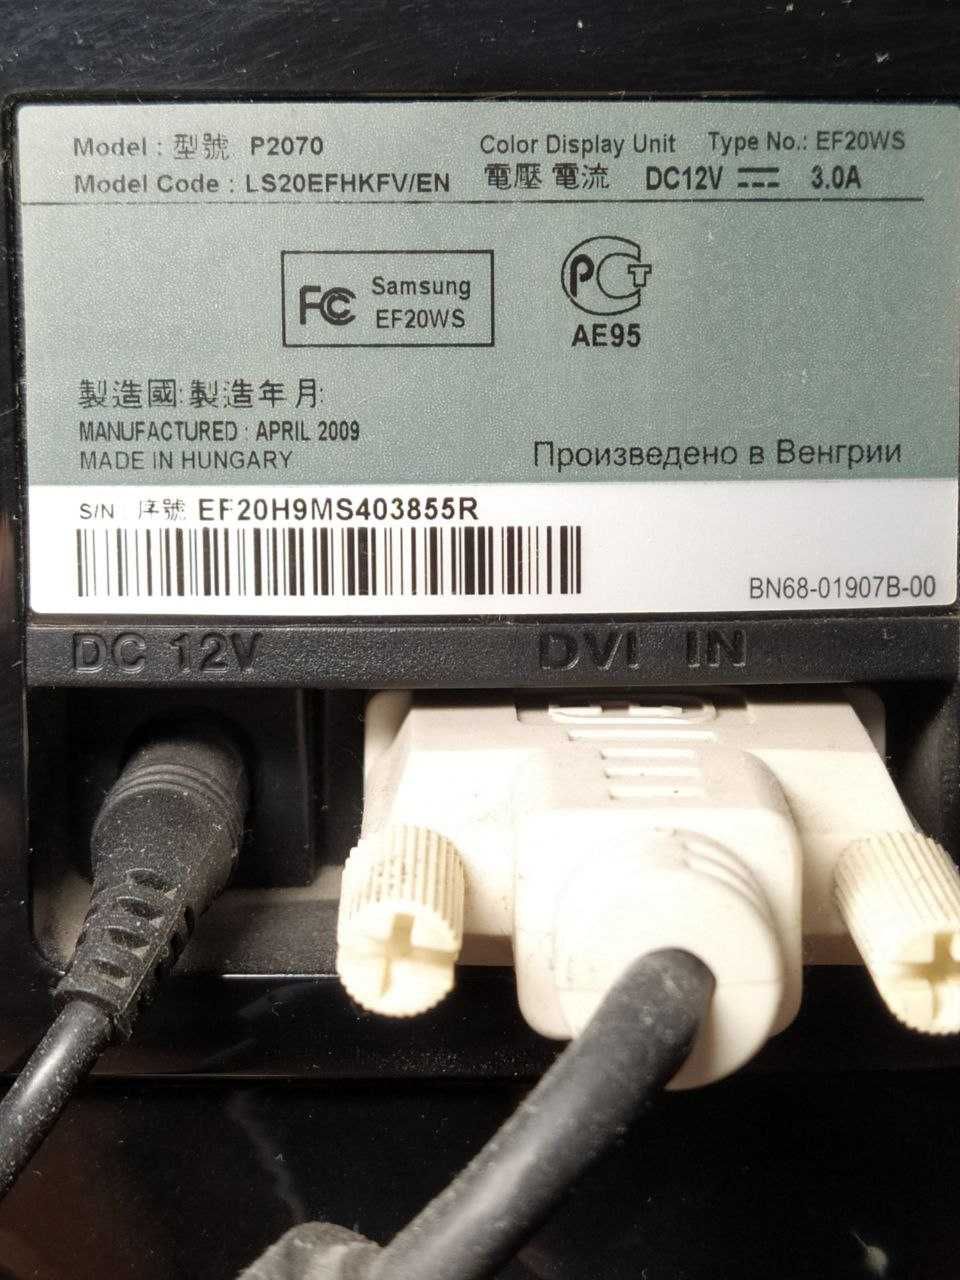 Model : 型號 P2070
Model Code : LS20EFHKFV/EN
Color Display Unit Type No.: EF20WS
電壓 電流 DC12V 3.0A
FC Samsung
EF20WS
РСТ
AE95
製造國: 製造年月:
MANUFACTURED : APRIL 2009
MADE IN HUNGARY
Произведено в Венгрии
S/N 序號 EF20H9MS403855R
BN68-01907B-00
DC 12V
DVI IN